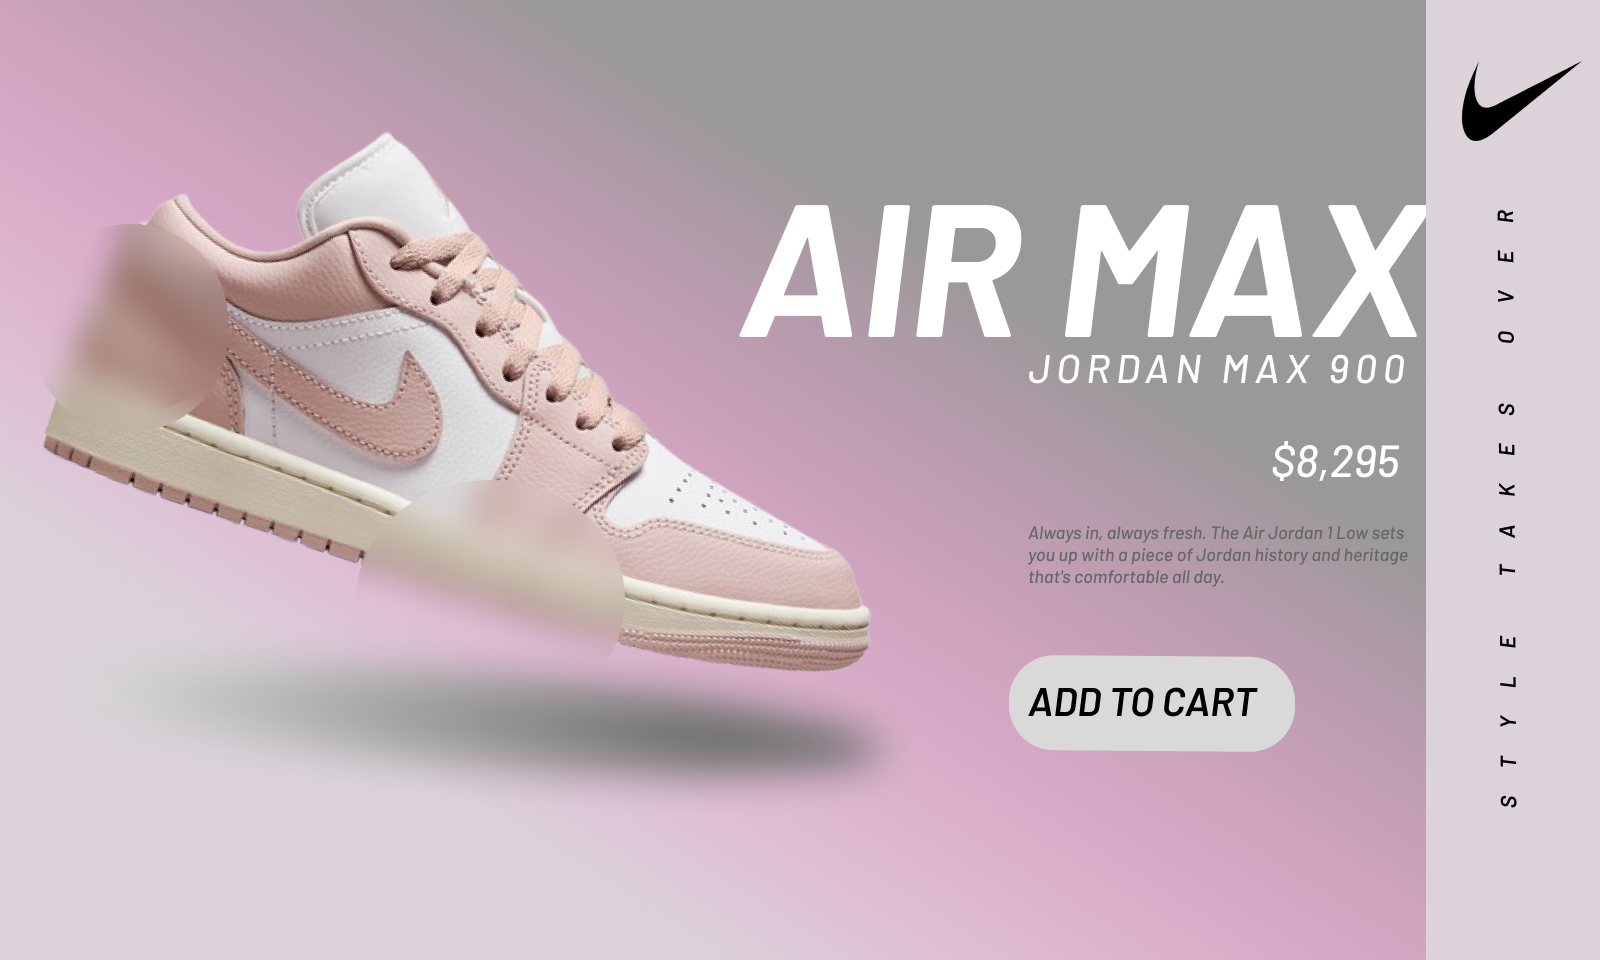 AIR MAX
JORDAN MAX 900
$8,295
Always in, always fresh. The Air Jordan 1 Low sets
you up with a piece of Jordan history and heritage
that's comfortable all day.
ADD TO CART
STYLE TAKES OVER